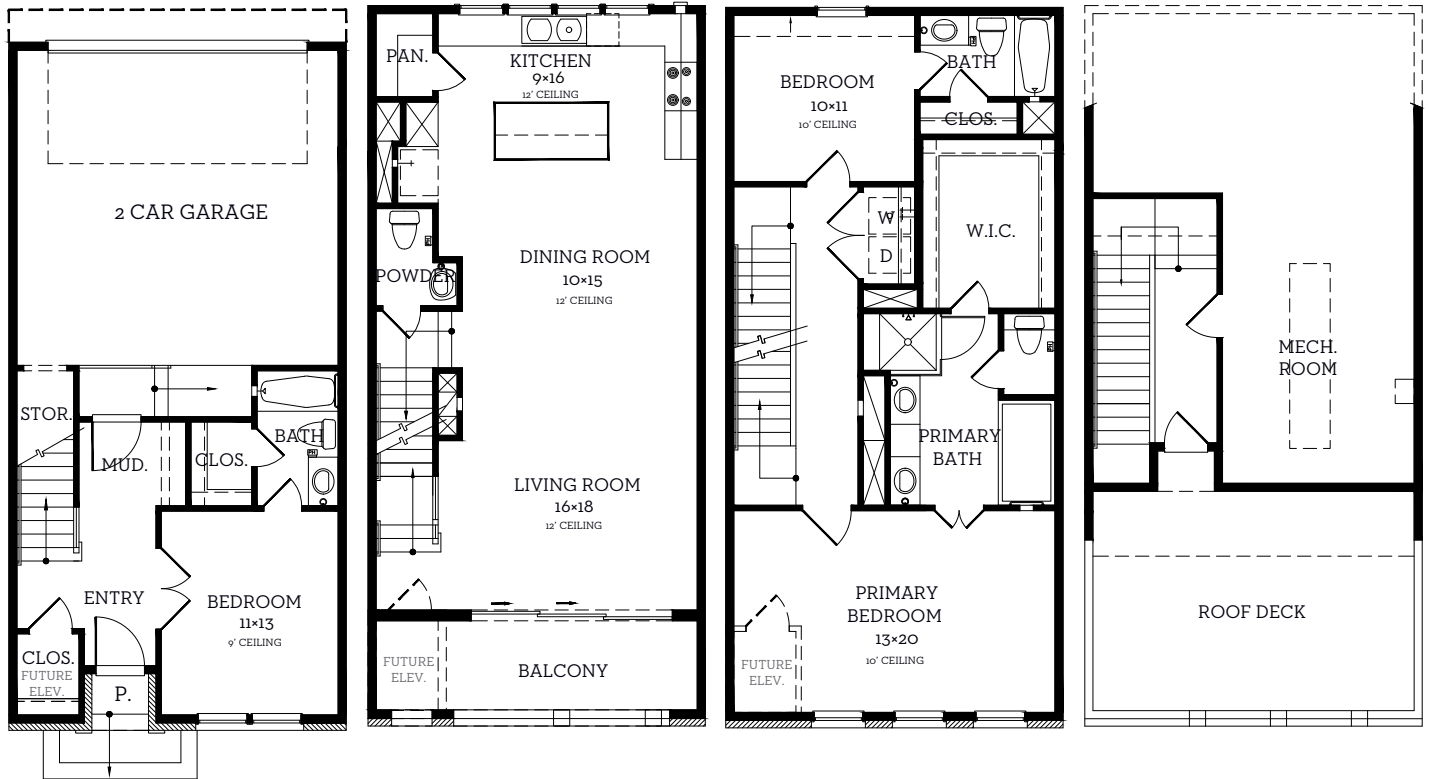 2 CAR GARAGE
STOR.
MUD.
CLOS.
BATH
PH
ENTRY
BEDROOM
11×13
9' CEILING
CLOS.
FUTURE
ELEV.
P.
PAN.
KITCHEN
9×16
12' CEILING
POWDER
DINING ROOM
10×15
12' CEILING
LIVING ROOM
16×18
12' CEILING
FUTURE
ELEV.
BALCONY
BEDROOM
10×11
10' CEILING
BATH
CLOS.
W
D
W.I.C.
PRIMARY
BATH
PRIMARY
BEDROOM
13×20
10' CEILING
FUTURE
ELEV.
MECH.
ROOM
ROOF DECK